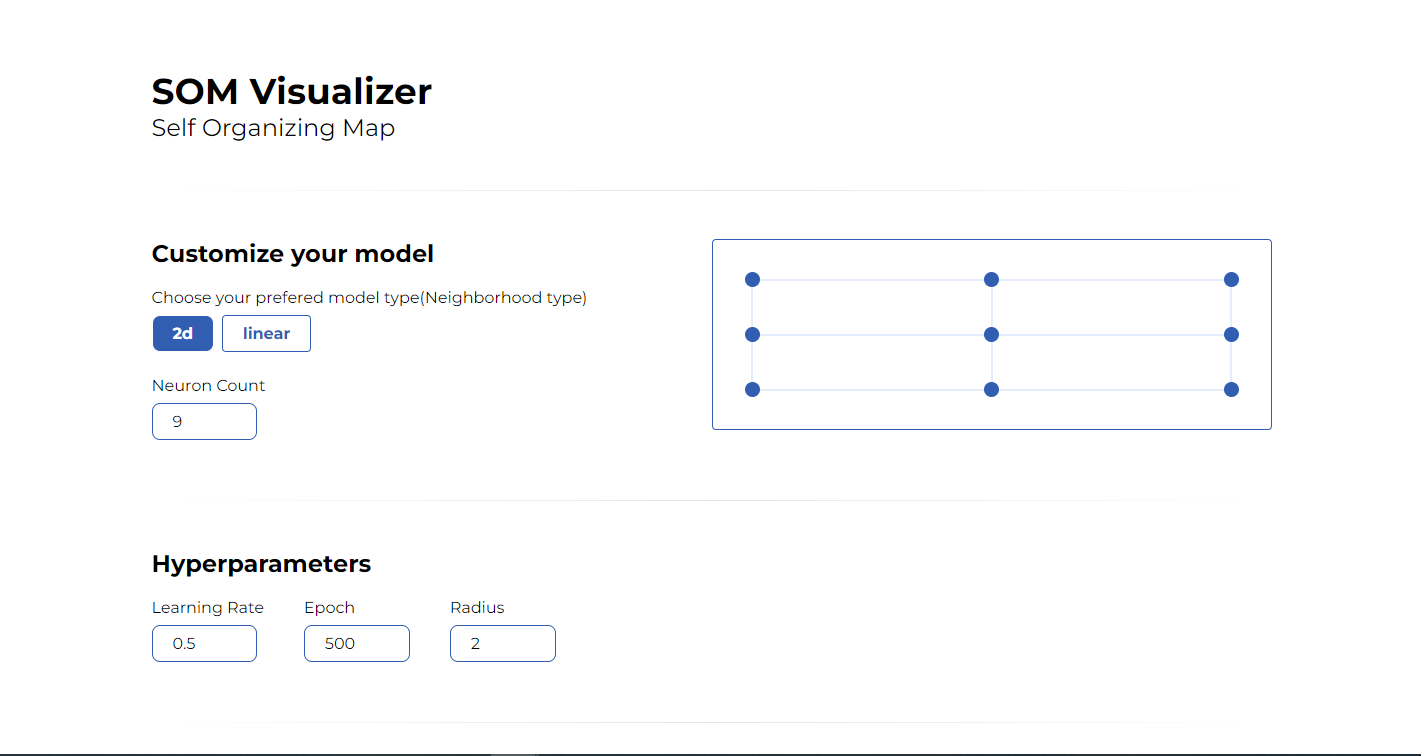 SOM Visualizer
Self Organizing Map
Customize your model
Choose your prefered model type(Neighborhood type)
2d linear
Neuron Count
9
Hyperparameters
Learning Rate Epoch Radius
0.5 500 2